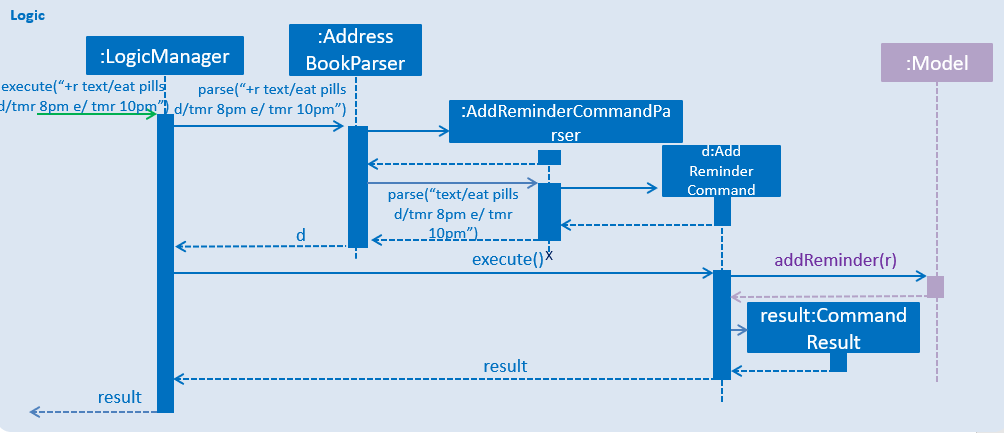 Logic
:Address
BookParser
:LogicManager
:Model
execute("+r text/eat pills
d/tmr 8pm e/ tmr 10pm")
parse("+r text/eat pills
d/tmr 8pm e/ tmr 10pm")
:AddReminderCommandPa
rser
d:Add
Reminder
Command
parse("text/eat pills
d/tmr 8pm e/ tmr
10pm")
d
execute()
X
addReminder(r)
result:Command
Result
result
result